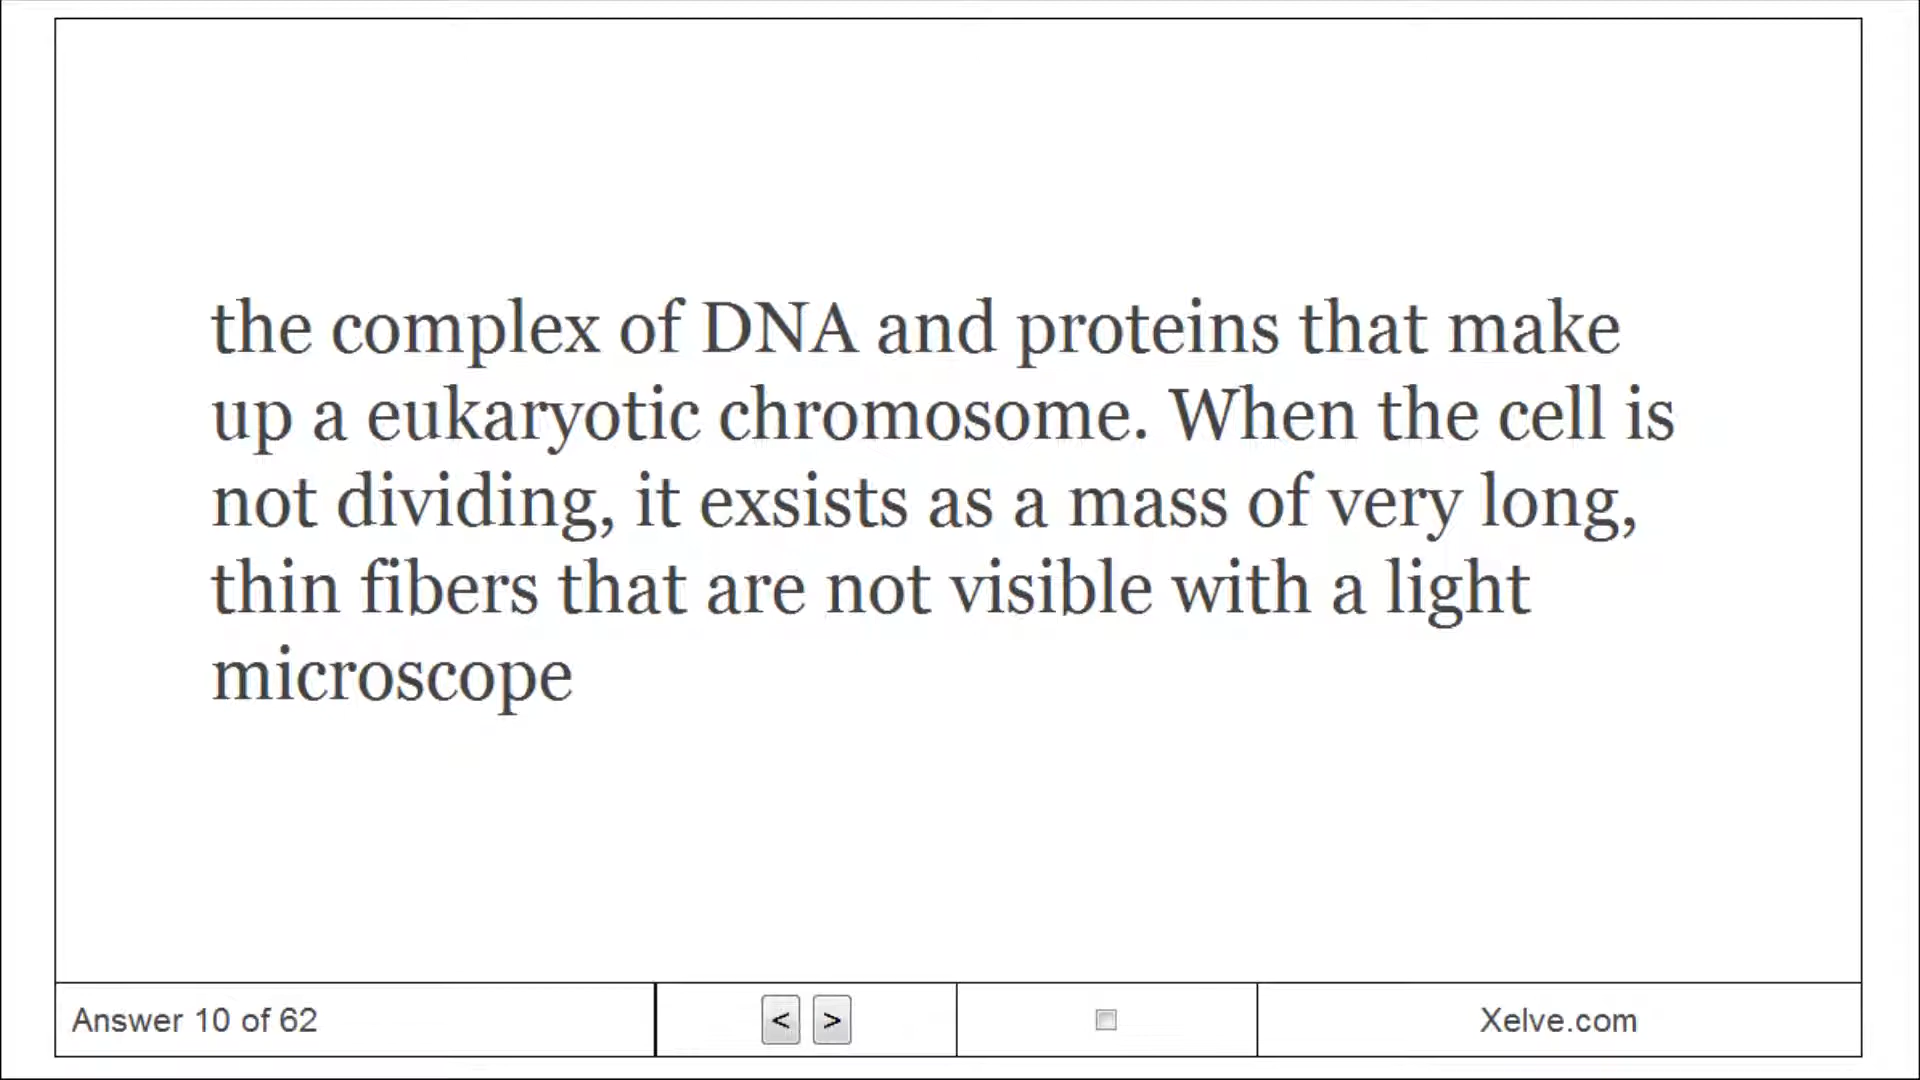 the complex of DNA and proteins that make
up a eukaryotic chromosome. When the cell is
not dividing, it exsists as a mass of very long,
thin fibers that are not visible with a light
microscope
Answer 10 of 62
< >
Xelve.com